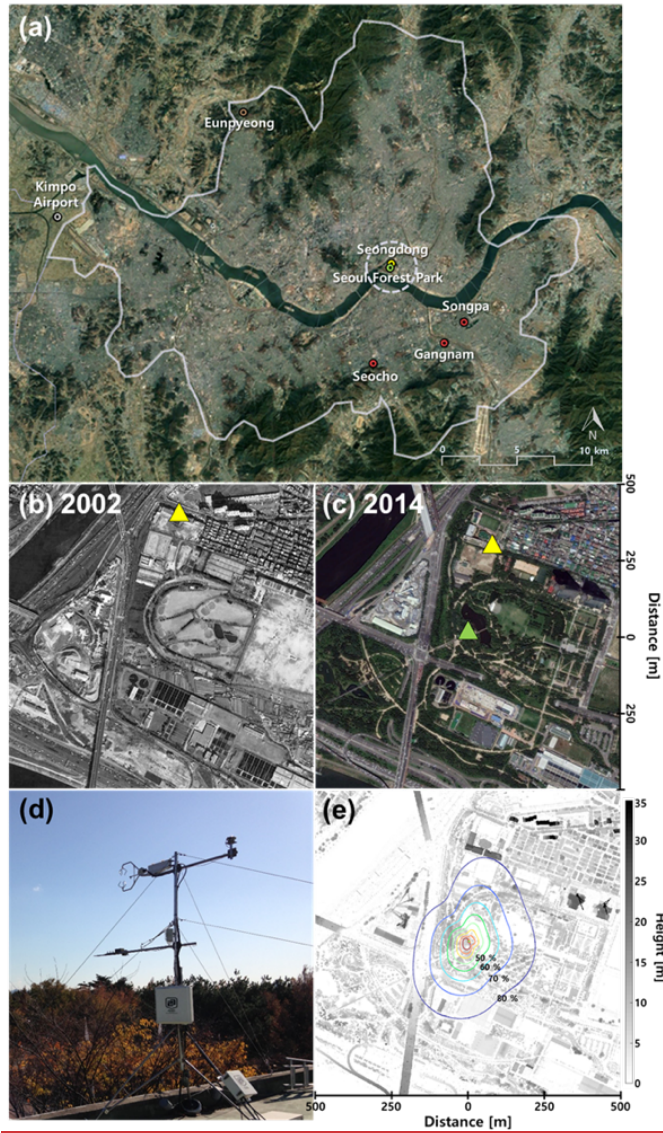 (a)
Eunpyeong
Kimpo
Airport
Seongdong
Seoul Forest Park
Songpa
Gangnam
Seocho
N
0 5 10 km
(b) 2002
(c) 2014
500
250
0
250
500
Distance [m]
(d)
(e)
50 %
60 %
70 %
80 %
35
30
25
20
15
10
5
0
Height [m]
500 250 0 250 500
Distance [m]